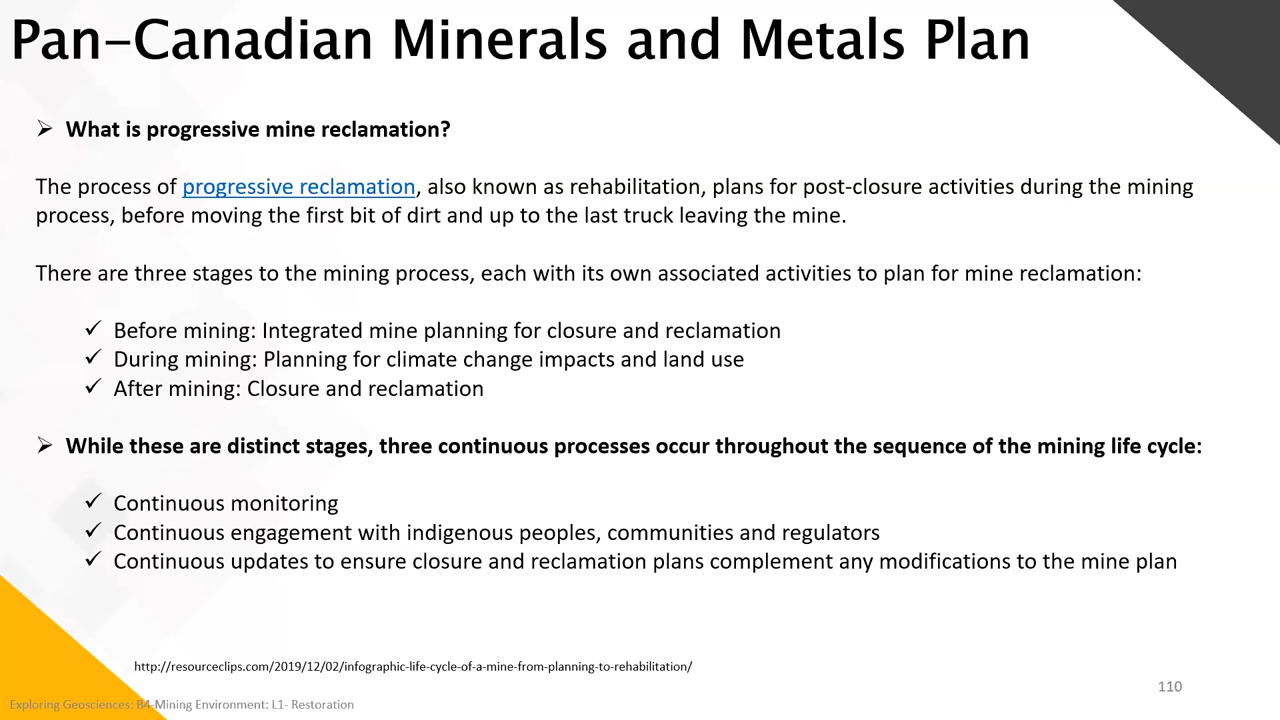 Pan-Canadian Minerals and Metals Plan
➢ What is progressive mine reclamation?
The process of progressive reclamation, also known as rehabilitation, plans for post-closure activities during the mining
process, before moving the first bit of dirt and up to the last truck leaving the mine.
There are three stages to the mining process, each with its own associated activities to plan for mine reclamation:
✓ Before mining: Integrated mine planning for closure and reclamation
✓ During mining: Planning for climate change impacts and land use
✓ After mining: Closure and reclamation
➢ While these are distinct stages, three continuous processes occur throughout the sequence of the mining life cycle:
✓ Continuous monitoring
✓ Continuous engagement with indigenous peoples, communities and regulators
✓ Continuous updates to ensure closure and reclamation plans complement any modifications to the mine plan
http://resourceclips.com/2019/12/02/infographic-life-cycle-of-a-mine-from-planning-to-rehabilitation/
110
Exploring Geosciences: B4-Mining Environment: L1- Restoration